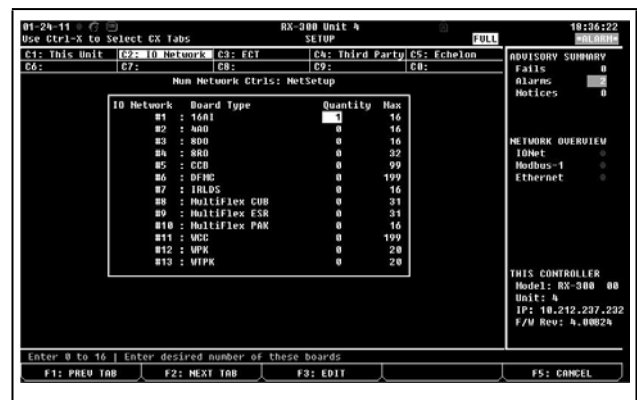 01-24-11 RX-300 Unit 4 18:36:22
Use Ctrl-X to Select CX Tabs SETUP FULL *ALARM*
C1: This Unit C2: IO Network C3: ECT C4: Third Party C5: Echelon
C6: C7: C8: C9: C0:
Num Network Ctrls: NetSetup
IO Network Board Type Quantity Max
#1 : 16AI 1 16
#2 : 4AO 0 16
#3 : 8DO 0 16
#4 : 8RO 0 32
#5 : CCB 0 99
#6 : DFMC 0 199
#7 : IRLDS 0 16
#8 : MultiFlex CUB 0 31
#9 : MultiFlex ESR 0 31
#10 : MultiFlex PAK 0 16
#11 : WCC 0 199
#12 : WPK 0 20
#13 : WTPK 0 20
ADVISORY SUMMARY
Fails 0
Alarms 2
Notices 0
NETWORK OVERVIEW
IONet
Modbus-1
Ethernet
THIS CONTROLLER
Model: RX-300 00
Unit: 4
IP: 10.212.237.232
F/W Rev: 4.00B24
Enter 0 to 16 | Enter desired number of these boards
F1: PREV TAB F2: NEXT TAB F3: EDIT F5: CANCEL